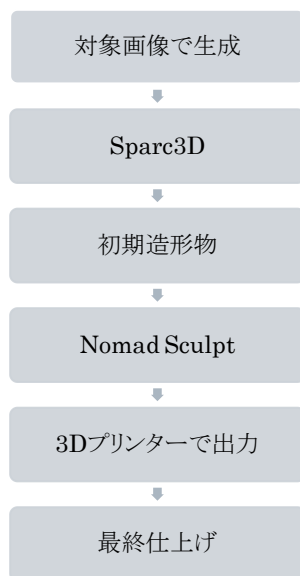 対象画像で生成
Sparc3D
初期造形物
Nomad Sculpt
3Dプリンターで出力
最終仕上げ